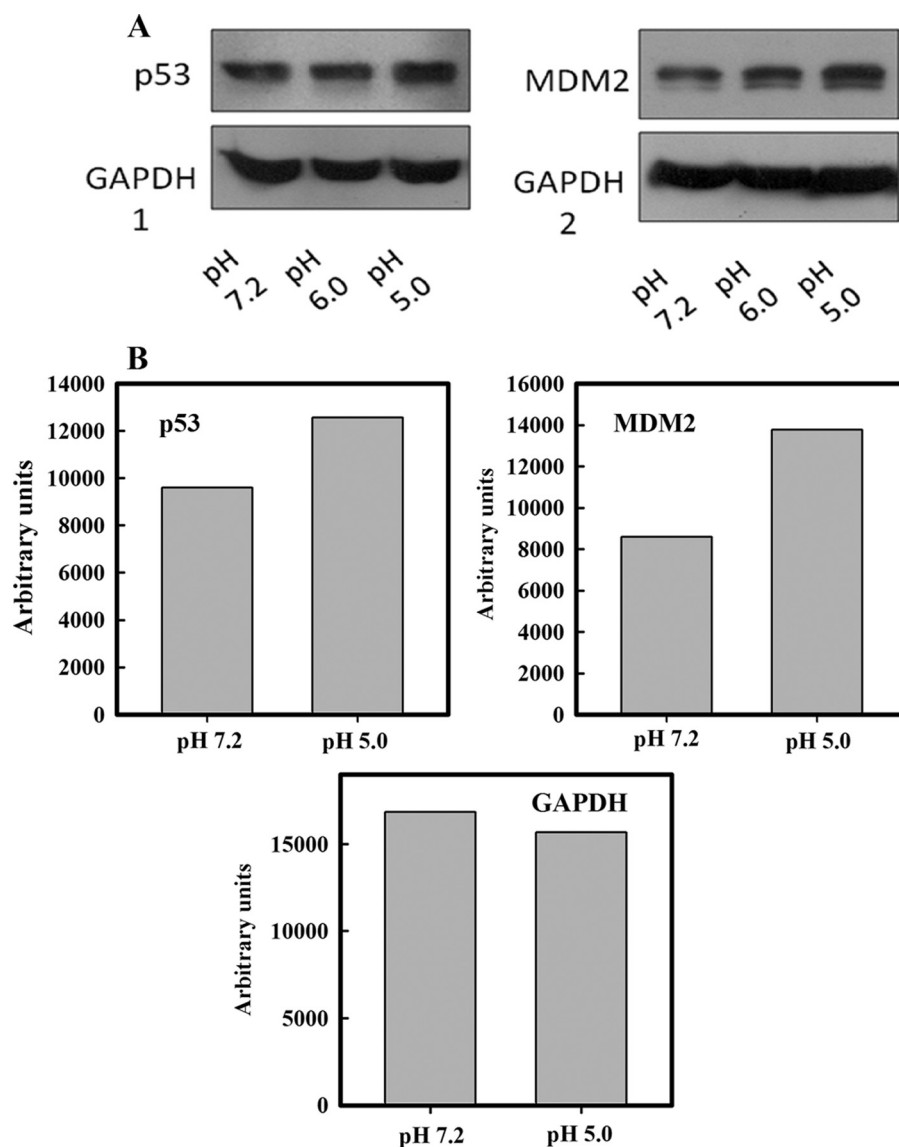 A
p53
GAPDH
1
pH
7.2
pH
6.0
pH
5.0
MDM2
GAPDH
2
pH
7.2
pH
6.0
pH
5.0
B
14000
12000
10000
8000
6000
4000
2000
0
Arbitrary units
p53
pH 7.2
pH 5.0
16000
14000
12000
10000
8000
6000
4000
2000
0
Arbitrary units
MDM2
pH 7.2
pH 5.0
15000
10000
5000
0
Arbitrary units
GAPDH
pH 7.2
pH 5.0